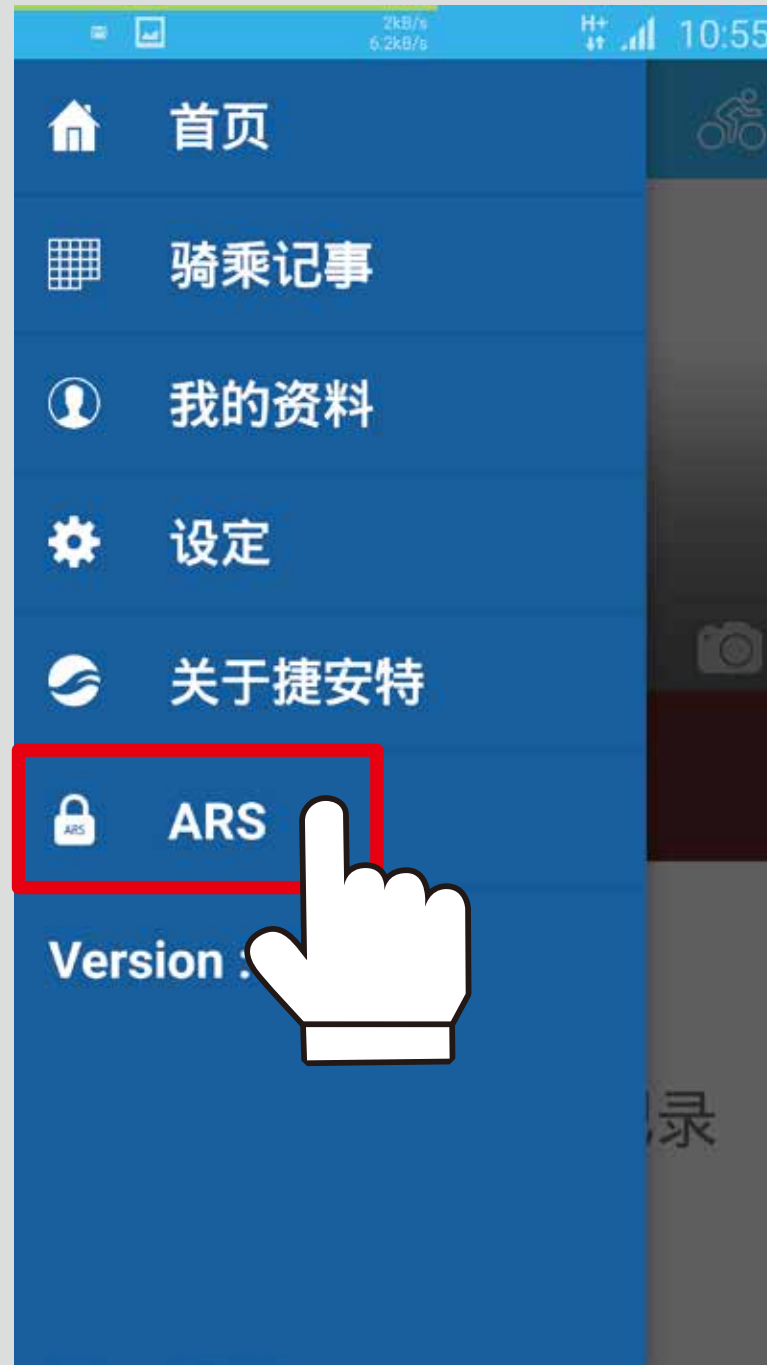 2kB/s
6.2kB/s
H+
10:55
首页
骑乘记事
我的资料
设定
关于捷安特
ARS
ARS
Version :
录